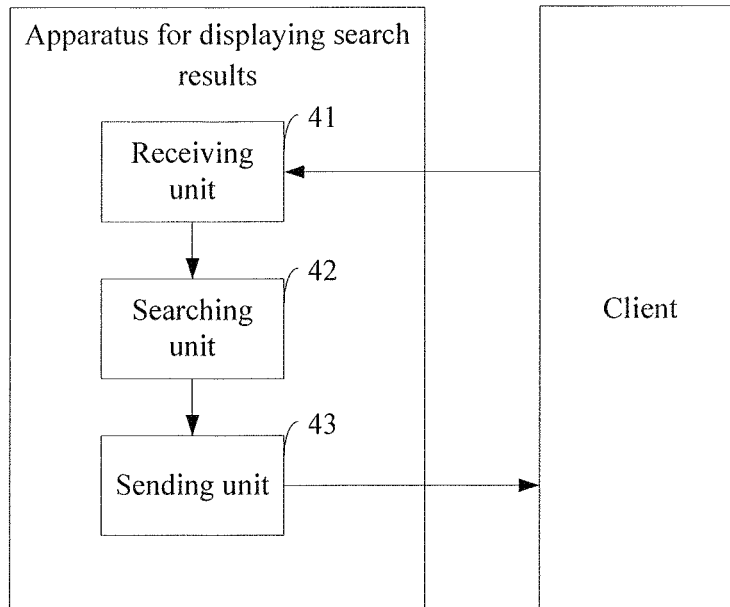 Apparatus for displaying search
results
41
Receiving
unit
42
Searching
unit
Client
43
Sending unit